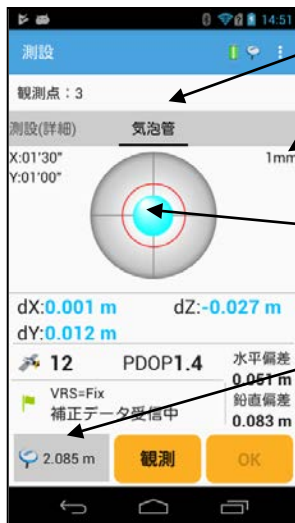 14:51
測設
観測点：3
測設(詳細) 気泡管
X:01'30" 1mm
Y:01'00"
dX:0.001 m dZ:-0.027 m
dY:0.012 m
12 PDOP1.4 水平偏差
0.051 m
VRS=Fix 鉛直偏差
補正データ受信中 0.083 m
2.085 m 観測 OK